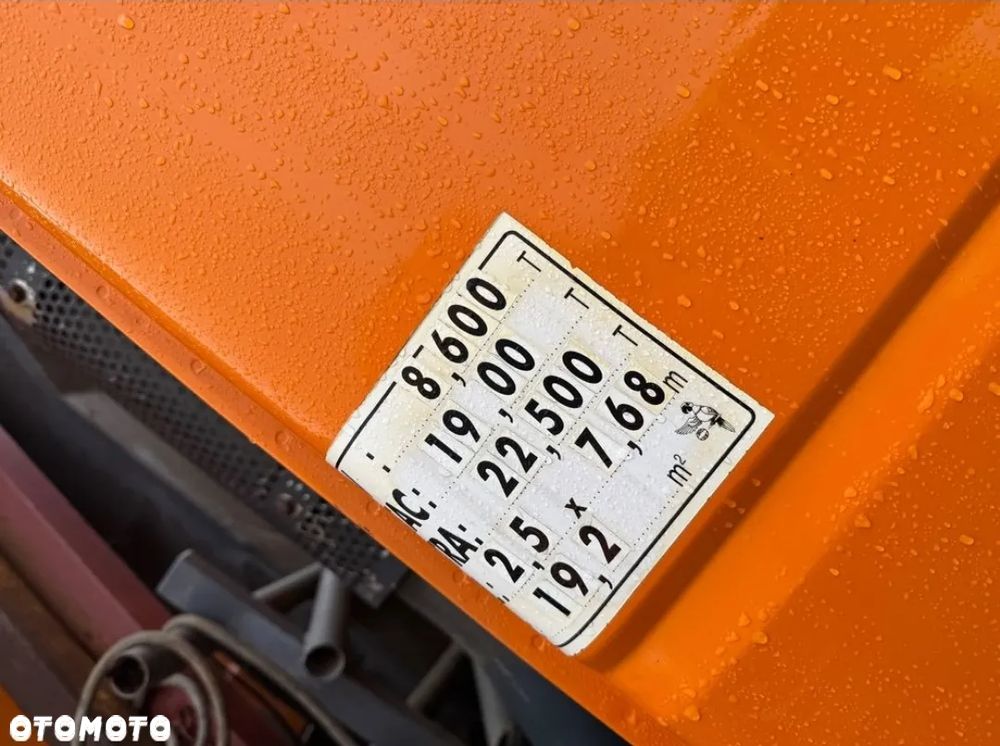 : 8,600 T
AC: 19,00 T
RA: 22,500 T
2,5 x 7,68 m
19,2 m²
OTOMOTO